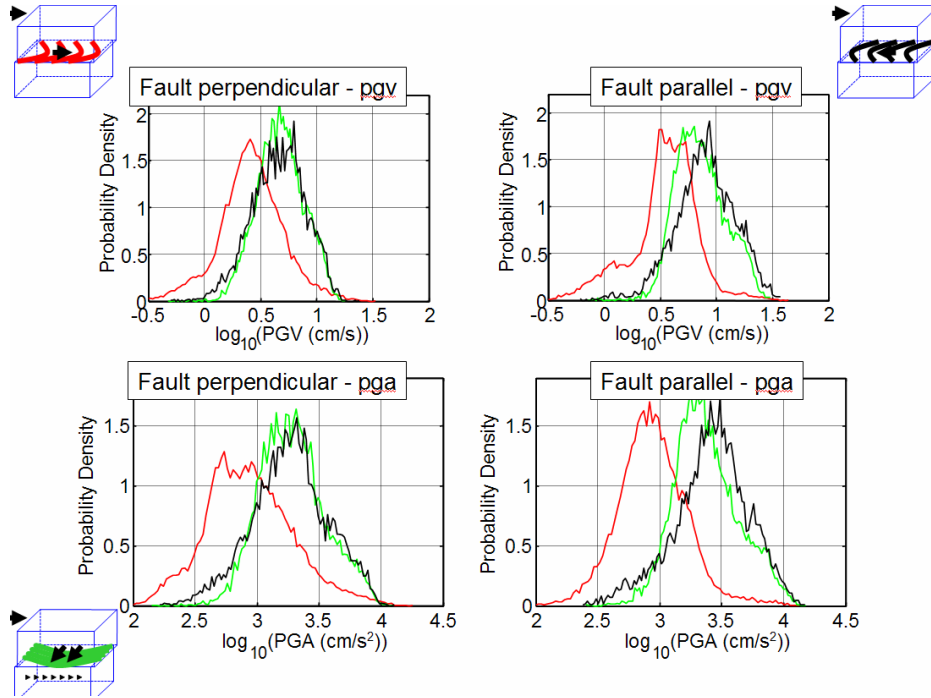 Fault perpendicular - pgv
Probability Density
2
1.5
1
0.5
0
-0.5 0 0.5 1 1.5 2
log10(PGV (cm/s))
Fault parallel - pgv
Probability Density
2
1.5
1
0.5
0
-0.5 0 0.5 1 1.5 2
log10(PGV (cm/s))
Fault perpendicular - pga
Probability Density
1.5
1
0.5
0
2 2.5 3 3.5 4 4.5
log10(PGA (cm/s2))
Fault parallel - pga
Probability Density
1.5
1
0.5
0
2 2.5 3 3.5 4 4.5
log10(PGA (cm/s2))